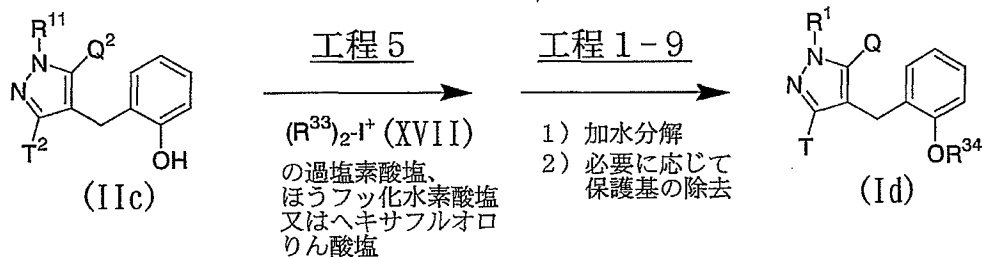 R¹¹
N
Q²
N
T²
OH
(IIc)
工程5
(R³³)₂-I⁺ (XVII)
の過塩素酸塩、
ほうフッ化水素酸塩
又はヘキサフルオロ
りん酸塩
工程1-9
1) 加水分解
2) 必要に応じて
保護基の除去
R¹
N
Q
N
T
OR³⁴
(Id)